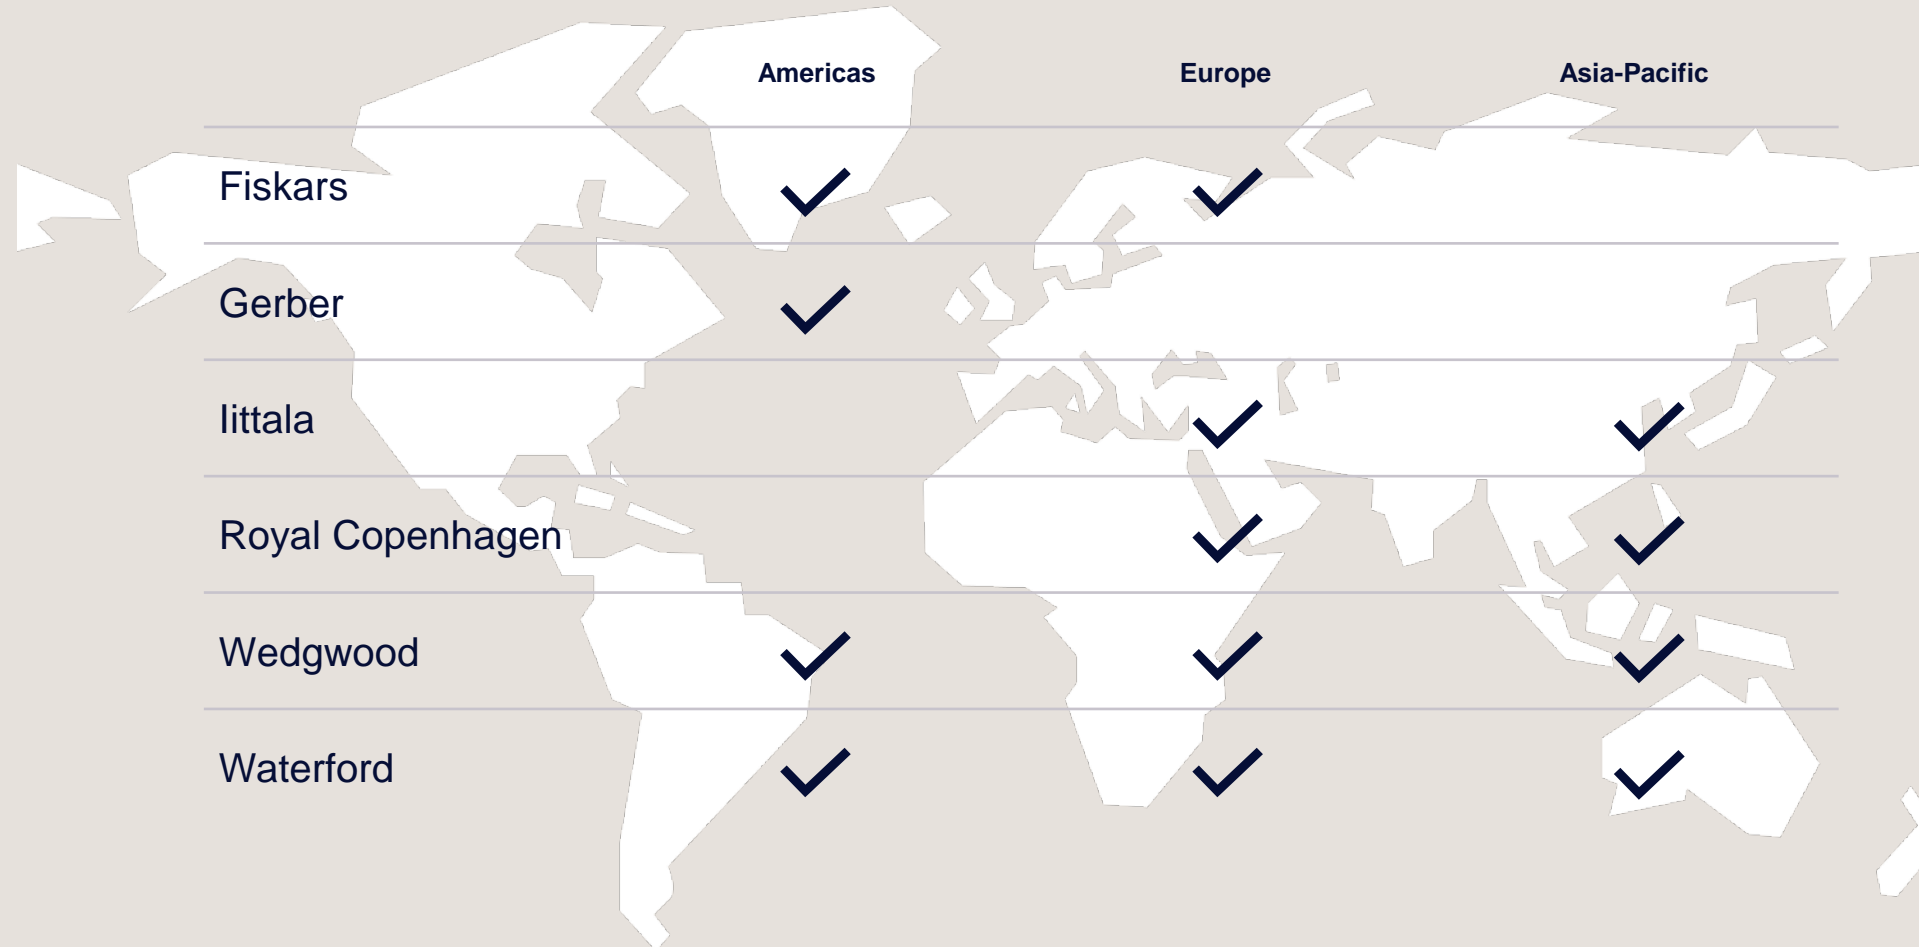 Americas Europe Asia-Pacific
Fiskars
Gerber
Iittala
Royal Copenhagen
Wedgwood
Waterford